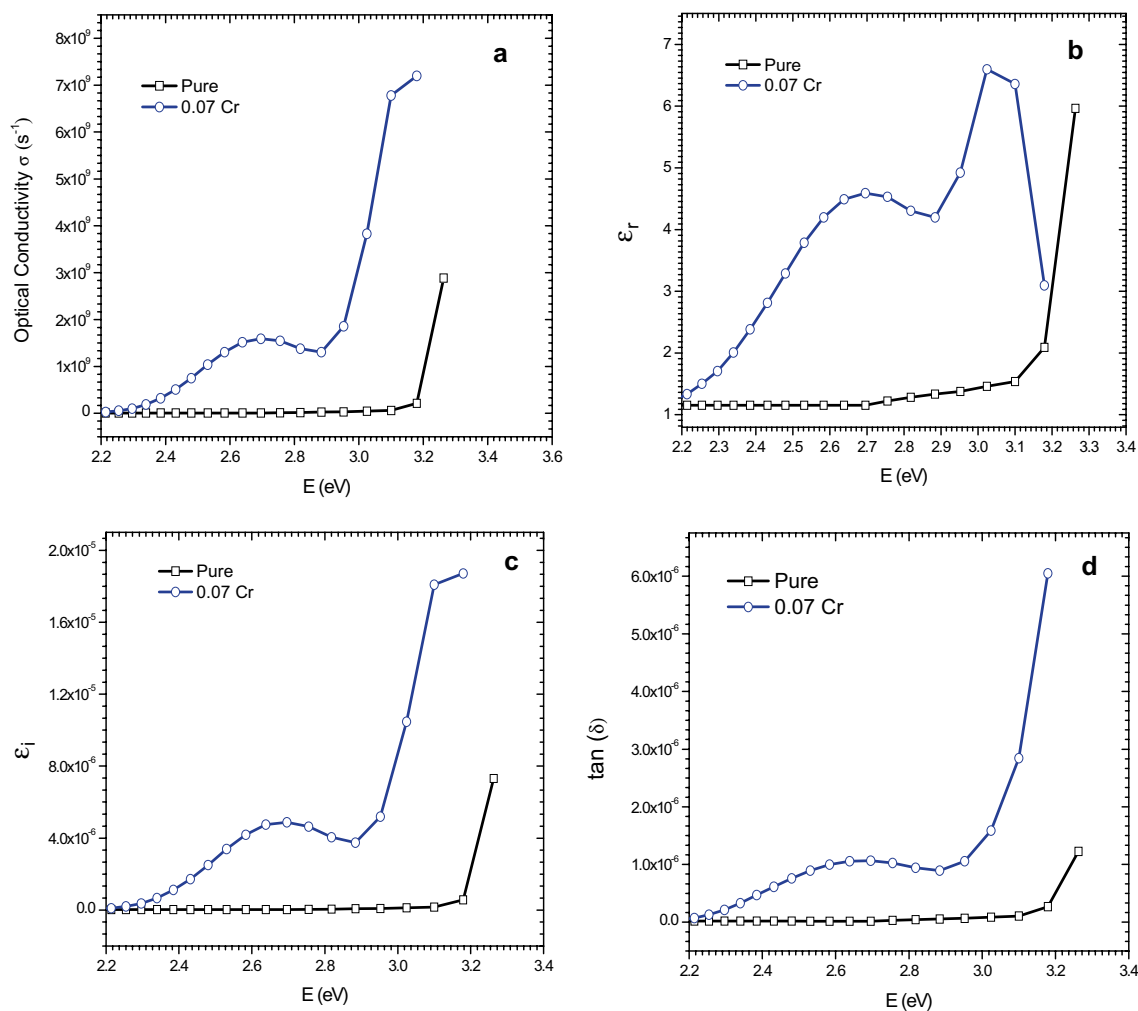 a
Pure
0.07 Cr
Optical Conductivity σ (s⁻¹)
8x10⁹
7x10⁹
6x10⁹
5x10⁹
4x10⁹
3x10⁹
2x10⁹
1x10⁹
0
2.2 2.4 2.6 2.8 3.0 3.2 3.4 3.6
E (eV)
b
Pure
0.07 Cr
εr
7
6
5
4
3
2
1
2.2 2.3 2.4 2.5 2.6 2.7 2.8 2.9 3.0 3.1 3.2 3.3 3.4
E (eV)
c
Pure
0.07 Cr
εi
2.0x10⁻⁵
1.6x10⁻⁵
1.2x10⁻⁵
8.0x10⁻⁶
4.0x10⁻⁶
0.0
2.2 2.4 2.6 2.8 3.0 3.2 3.4
E (eV)
d
Pure
0.07 Cr
tan (δ)
6.0x10⁻⁶
5.0x10⁻⁶
4.0x10⁻⁶
3.0x10⁻⁶
2.0x10⁻⁶
1.0x10⁻⁶
0.0
2.2 2.4 2.6 2.8 3.0 3.2 3.4
E (eV)